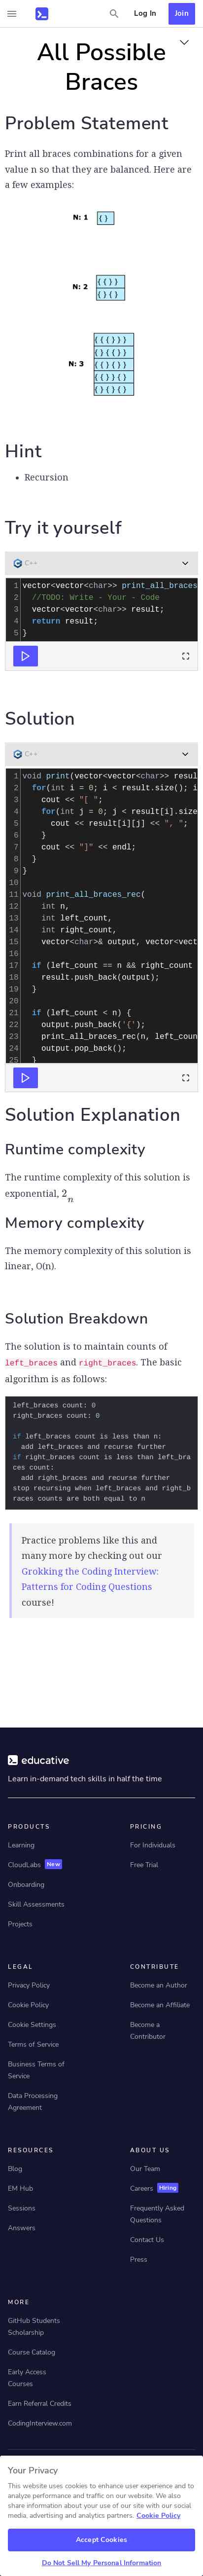 Log In
Join
All Possible
Braces
Problem Statement
Print all braces combinations for a given
value n so that they are balanced. Here are
a few examples:
N: 1
{ }
N: 2
{ { } }
{ } { }
N: 3
{ { { } } }
{ { } { } }
{ { } } { }
{ } { { } }
{ } { } { }
Hint
• Recursion
Try it yourself
C++
1 vector<vector<char>> print_all_braces
2 //TODO: Write - Your - Code
3 vector<vector<char>> result;
4 return result;
5 }
Solution
C++
1 void print(vector<vector<char>> resul
2 for(int i = 0; i < result.size(); i
3 cout << "[ ";
4 for(int j = 0; j < result[i].size
5 cout << result[i][j] << ", ";
6 }
7 cout << "]" << endl;
8 }
9 }
10
11 void print_all_braces_rec(
12 int n,
13 int left_count,
14 int right_count,
15 vector<char>& output, vector<vect
16
17 if (left_count == n && right_count
18 result.push_back(output);
19 }
20
21 if (left_count < n) {
22 output.push_back('{');
23 print_all_braces_rec(n, left_coun
24 output.pop_back();
25 }
Solution Explanation
Runtime complexity
The runtime complexity of this solution is
exponential, 2n
Memory complexity
The memory complexity of this solution is
linear, O(n).
Solution Breakdown
The solution is to maintain counts of
left_braces and right_braces. The basic
algorithm is as follows:
left_braces count: 0
right_braces count: 0
if left_braces count is less than n:
add left_braces and recurse further
if right_braces count is less than left_bra
ces count:
add right_braces and recurse further
stop recursing when left_braces and right_b
races counts are both equal to n
Practice problems like this and
many more by checking out our
Grokking the Coding Interview:
Patterns for Coding Questions
course!
educative
Learn in-demand tech skills in half the time
PRODUCTS
Learning
CloudLabs New
Onboarding
Skill Assessments
Projects
PRICING
For Individuals
Free Trial
LEGAL
Privacy Policy
Cookie Policy
Cookie Settings
Terms of Service
Business Terms of
Service
Data Processing
Agreement
CONTRIBUTE
Become an Author
Become an Affiliate
Become a
Contributor
RESOURCES
Blog
EM Hub
Sessions
Answers
ABOUT US
Our Team
Careers Hiring
Frequently Asked
Questions
Contact Us
Press
MORE
GitHub Students
Scholarship
Course Catalog
Early Access
Courses
Earn Referral Credits
CodingInterview.com
Your Privacy
This website uses cookies to enhance user experience and to
analyze performance and traffic on our website. We also
share information about your use of our site with our social
media, advertising and analytics partners. Cookie Policy
Accept Cookies
Do Not Sell My Personal Information